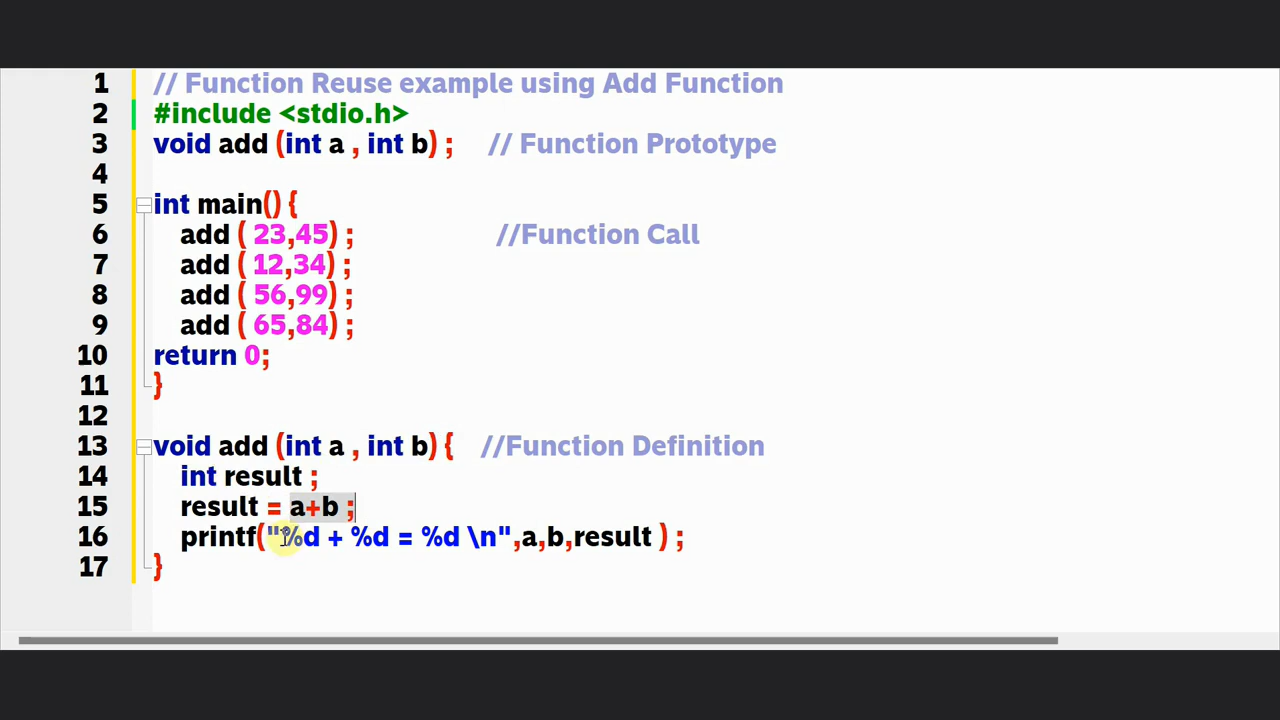 1 // Function Reuse example using Add Function
2 #include <stdio.h>
3 void add (int a , int b) ; // Function Prototype
4
5 int main() {
6 add ( 23,45) ; //Function Call
7 add ( 12,34) ;
8 add ( 56,99) ;
9 add ( 65,84) ;
10 return 0;
11 }
12
13 void add (int a , int b) { //Function Definition
14 int result ;
15 result = a+b ;
16 printf("%d + %d = %d \n",a,b,result ) ;
17 }